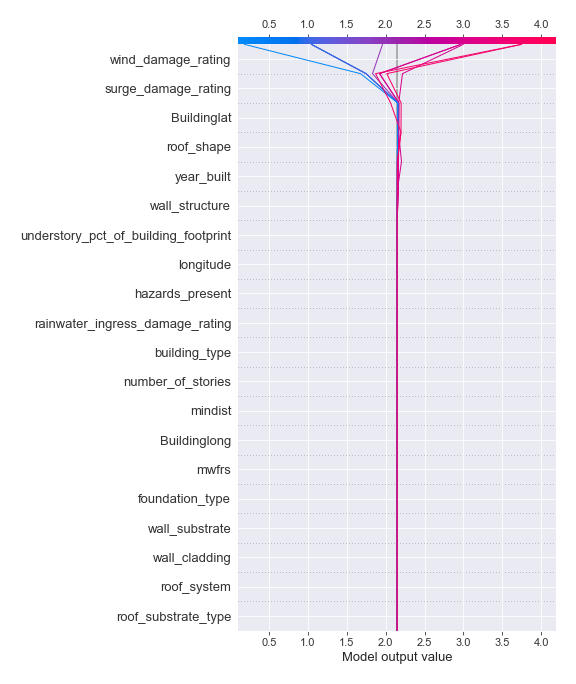 0.5 1.0 1.5 2.0 2.5 3.0 3.5 4.0
wind_damage_rating
surge_damage_rating
Buildinglat
roof_shape
year_built
wall_structure
understory_pct_of_building_footprint
longitude
hazards_present
rainwater_ingress_damage_rating
building_type
number_of_stories
mindist
Buildinglong
mwfrs
foundation_type
wall_substrate
wall_cladding
roof_system
roof_substrate_type
0.5 1.0 1.5 2.0 2.5 3.0 3.5 4.0
Model output value